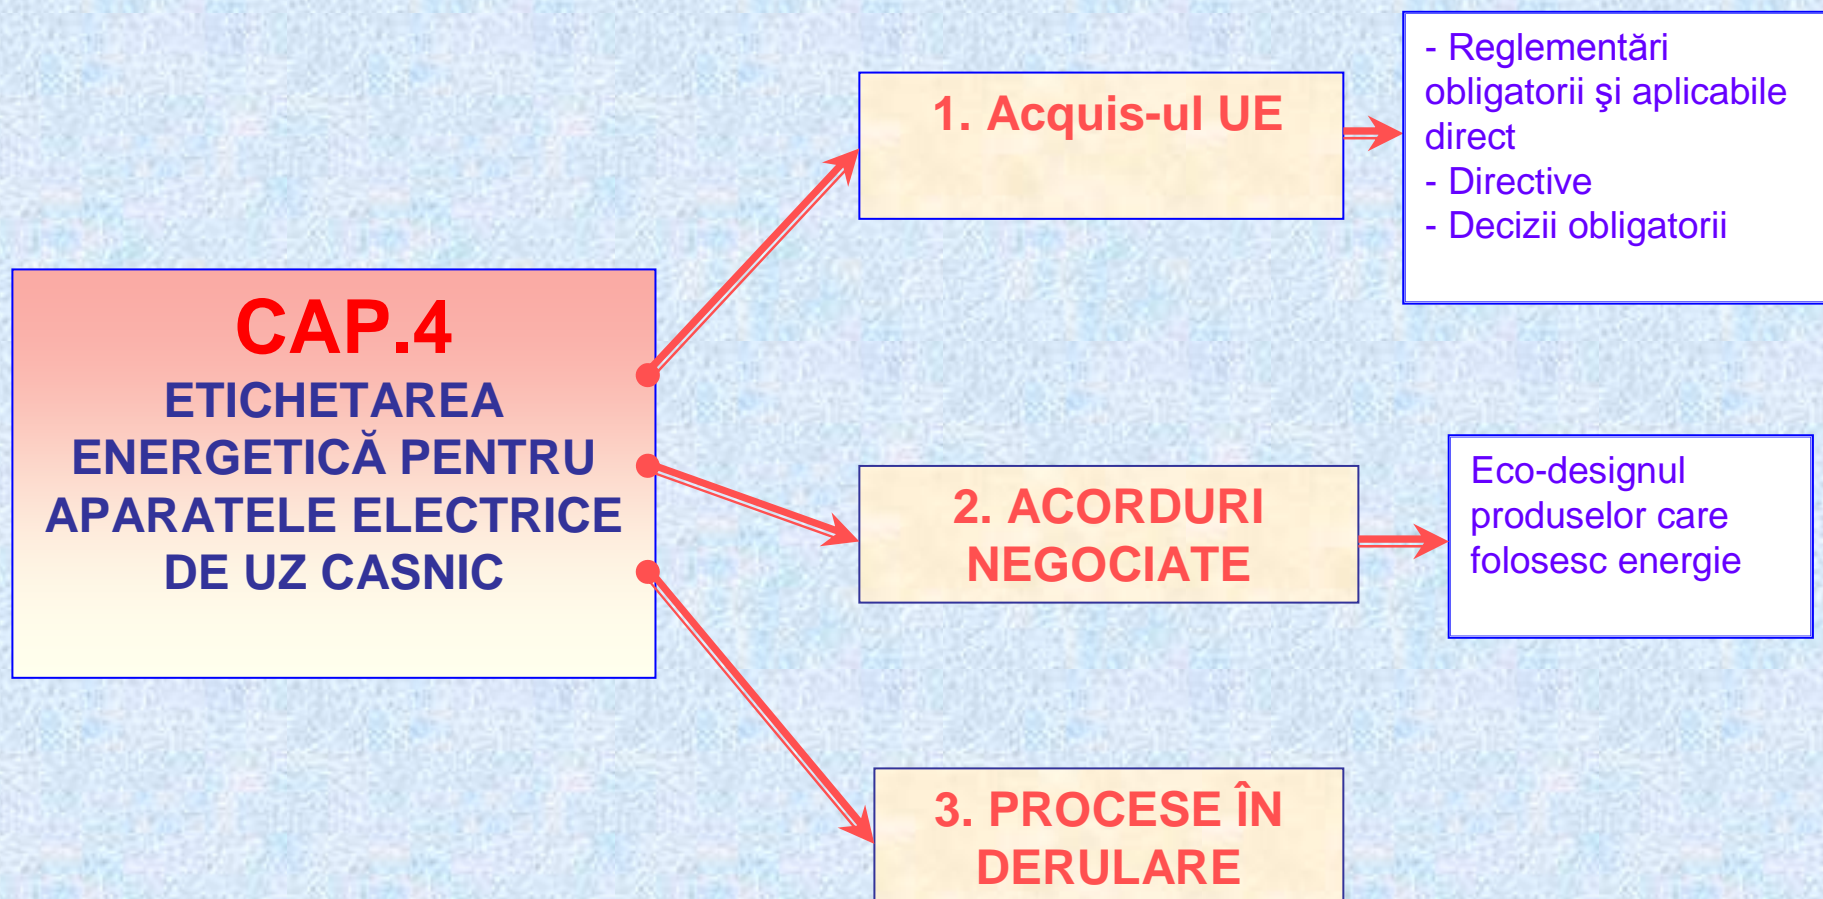 CAP.4
ETICHETAREA
ENERGETICĂ PENTRU
APARATELE ELECTRICE
DE UZ CASNIC
1. Acquis-ul UE
- Reglementări
obligatorii şi aplicabile
direct
- Directive
- Decizii obligatorii
2. ACORDURI
NEGOCIATE
Eco-designul
produselor care
folosesc energie
3. PROCESE ÎN
DERULARE